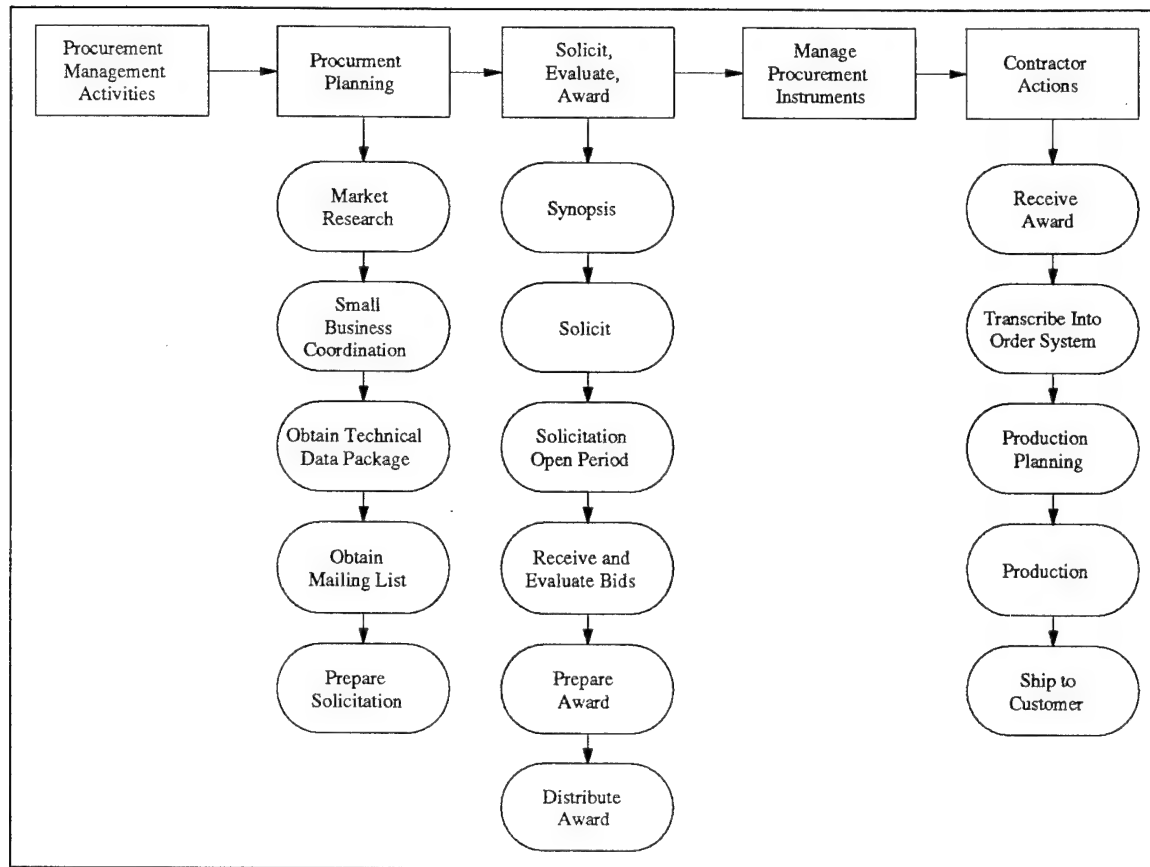 Procurement
Management
Activities
Procurment
Planning
Solicit,
Evaluate,
Award
Manage
Procurement
Instruments
Contractor
Actions
Market
Research
Small
Business
Coordination
Obtain Technical
Data Package
Obtain
Mailing List
Prepare
Solicitation
Synopsis
Solicit
Solicitation
Open Period
Receive and
Evaluate Bids
Prepare
Award
Distribute
Award
Receive
Award
Transcribe Into
Order System
Production
Planning
Production
Ship to
Customer